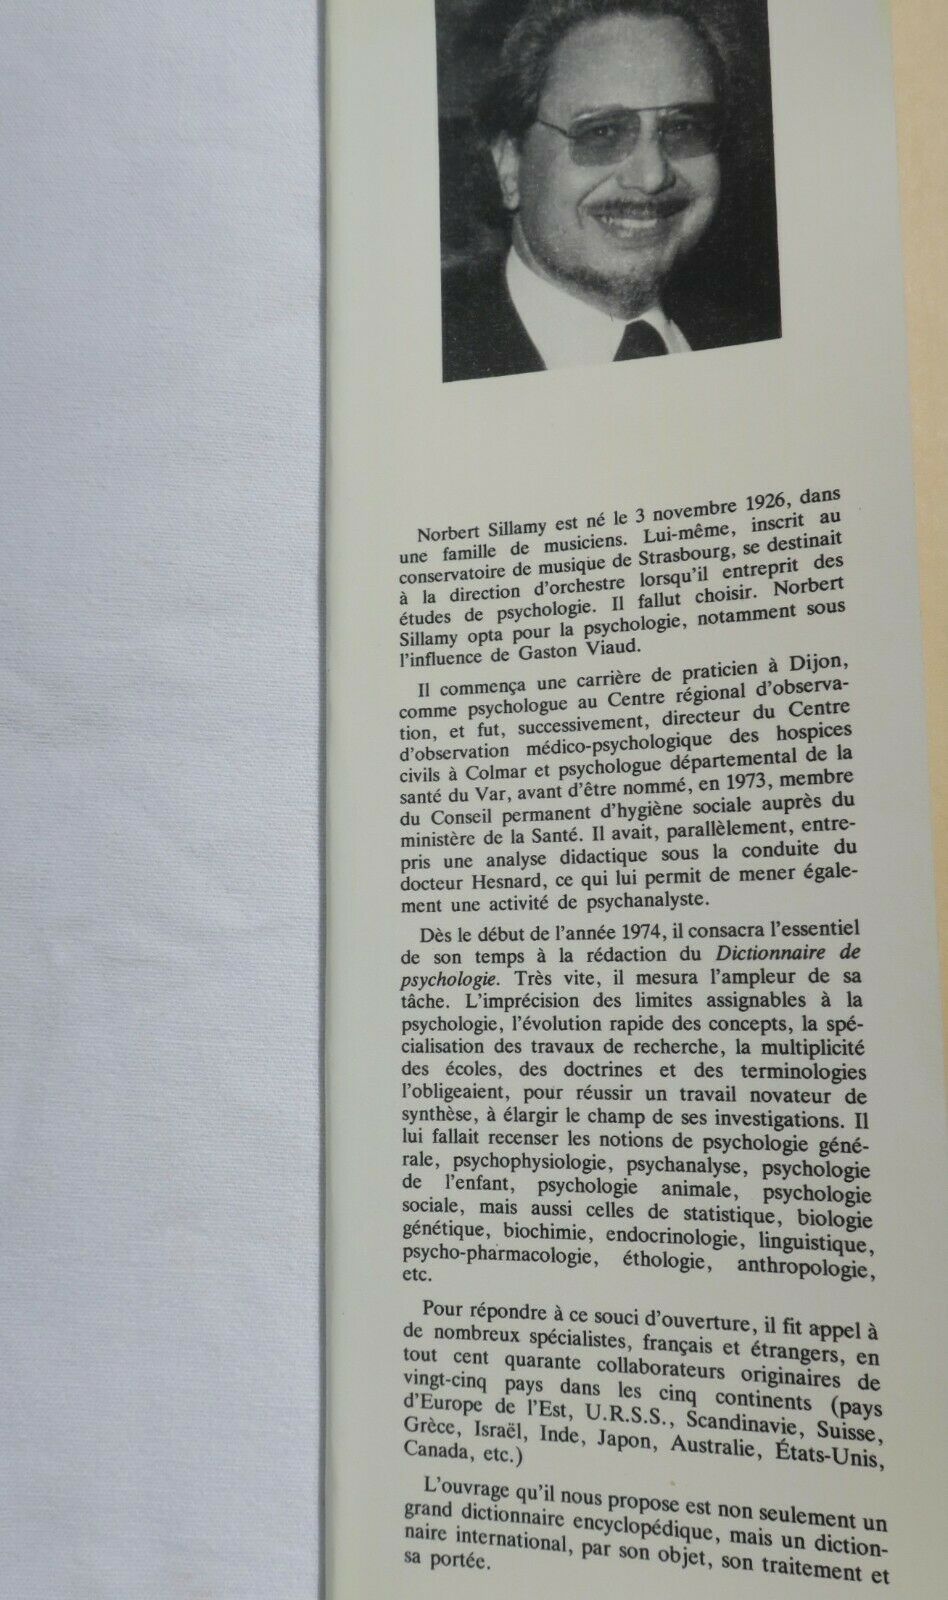 Norbert Sillamy est né le 3 novembre 1926, dans
une famille de musiciens. Lui-même, inscrit au
conservatoire de musique de Strasbourg, se destinait
à la direction d'orchestre lorsqu'il entreprit des
études de psychologie. Il fallut choisir. Norbert
Sillamy opta pour la psychologie, notamment sous
l'influence de Gaston Viaud.
Il commença une carrière de praticien à Dijon,
comme psychologue au Centre régional d'observa-
tion, et fut, successivement, directeur du Centre
d'observation médico-psychologique des hospices
civils à Colmar et psychologue départemental de la
santé du Var, avant d'être nommé, en 1973, membre
du Conseil permanent d'hygiène sociale auprès du
ministère de la Santé. Il avait, parallèlement, entre-
pris une analyse didactique sous la conduite du
docteur Hesnard, ce qui lui permit de mener égale-
ment une activité de psychanalyste.
Dès le début de l'année 1974, il consacra l'essentiel
de son temps à la rédaction du Dictionnaire de
psychologie. Très vite, il mesura l'ampleur de sa
tâche. L'imprécision des limites assignables à la
psychologie, l'évolution rapide des concepts, la spé-
cialisation des travaux de recherche, la multiplicité
des écoles, des doctrines et des terminologies
l'obligeaient, pour réussir un travail novateur de
synthèse, à élargir le champ de ses investigations. Il
lui fallait recenser les notions de psychologie géné-
rale, psychophysiologie, psychanalyse, psychologie
de l'enfant, psychologie animale, psychologie
sociale, mais aussi celles de statistique, biologie
génétique, biochimie, endocrinologie, linguistique,
psycho-pharmacologie, éthologie, anthropologie,
etc.
Pour répondre à ce souci d'ouverture, il fit appel à
de nombreux spécialistes, français et étrangers, en
tout cent quarante collaborateurs originaires de
vingt-cinq pays dans les cinq continents (pays
d'Europe de l'Est, U.R.S.S., Scandinavie, Suisse,
Grèce, Israël, Inde, Japon, Australie, États-Unis,
Canada, etc.)
L'ouvrage qu'il nous propose est non seulement un
grand dictionnaire encyclopédique, mais un diction-
naire international, par son objet, son traitement et
sa portée.